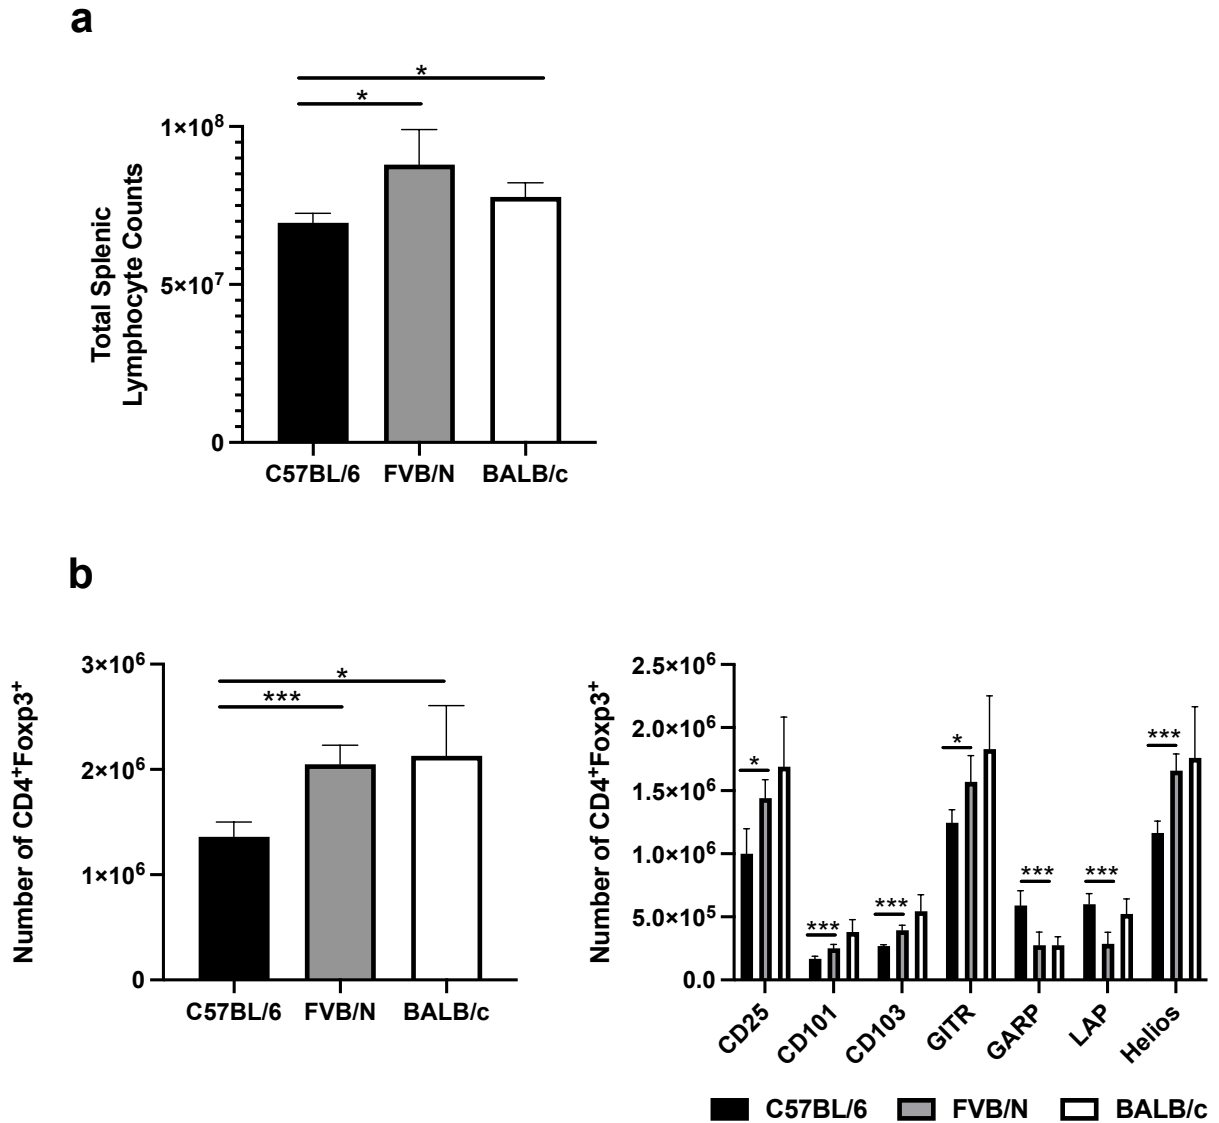 a
*
*
Total Splenic
Lymphocyte Counts
1×10⁸
5×10⁷
0
C57BL/6 FVB/N BALB/c
b
*
***
Number of CD4⁺Foxp3⁺
3×10⁶
2×10⁶
1×10⁶
0
C57BL/6 FVB/N BALB/c
Number of CD4⁺Foxp3⁺
2.5×10⁶
2.0×10⁶
1.5×10⁶
1.0×10⁶
5.0×10⁵
0.0
* *** *** * *** *** ***
CD25 CD101 CD103 GITR GARP LAP Helios
C57BL/6 FVB/N BALB/c